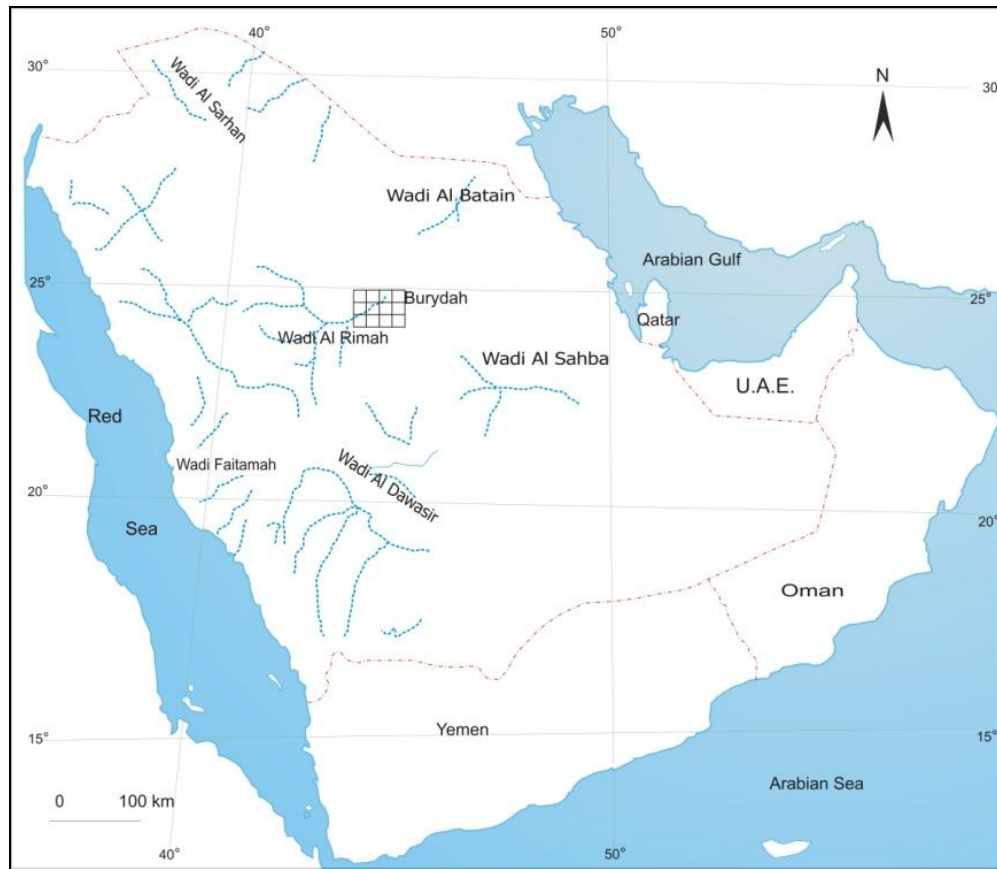 40°
50°
30°
30
N
Wadi Al Sarhan
Wadi Al Batain
Arabian Gulf
25°
25°
Burydah
Qatar
Wadi Al Rimah
Wadi Al Sahba
U.A.E.
Red
Wadi Faitamah
Wadi Al Dawasir
20°
20°
Sea
Oman
Yemen
15°
15°
Arabian Sea
0 100 km
40°
50°